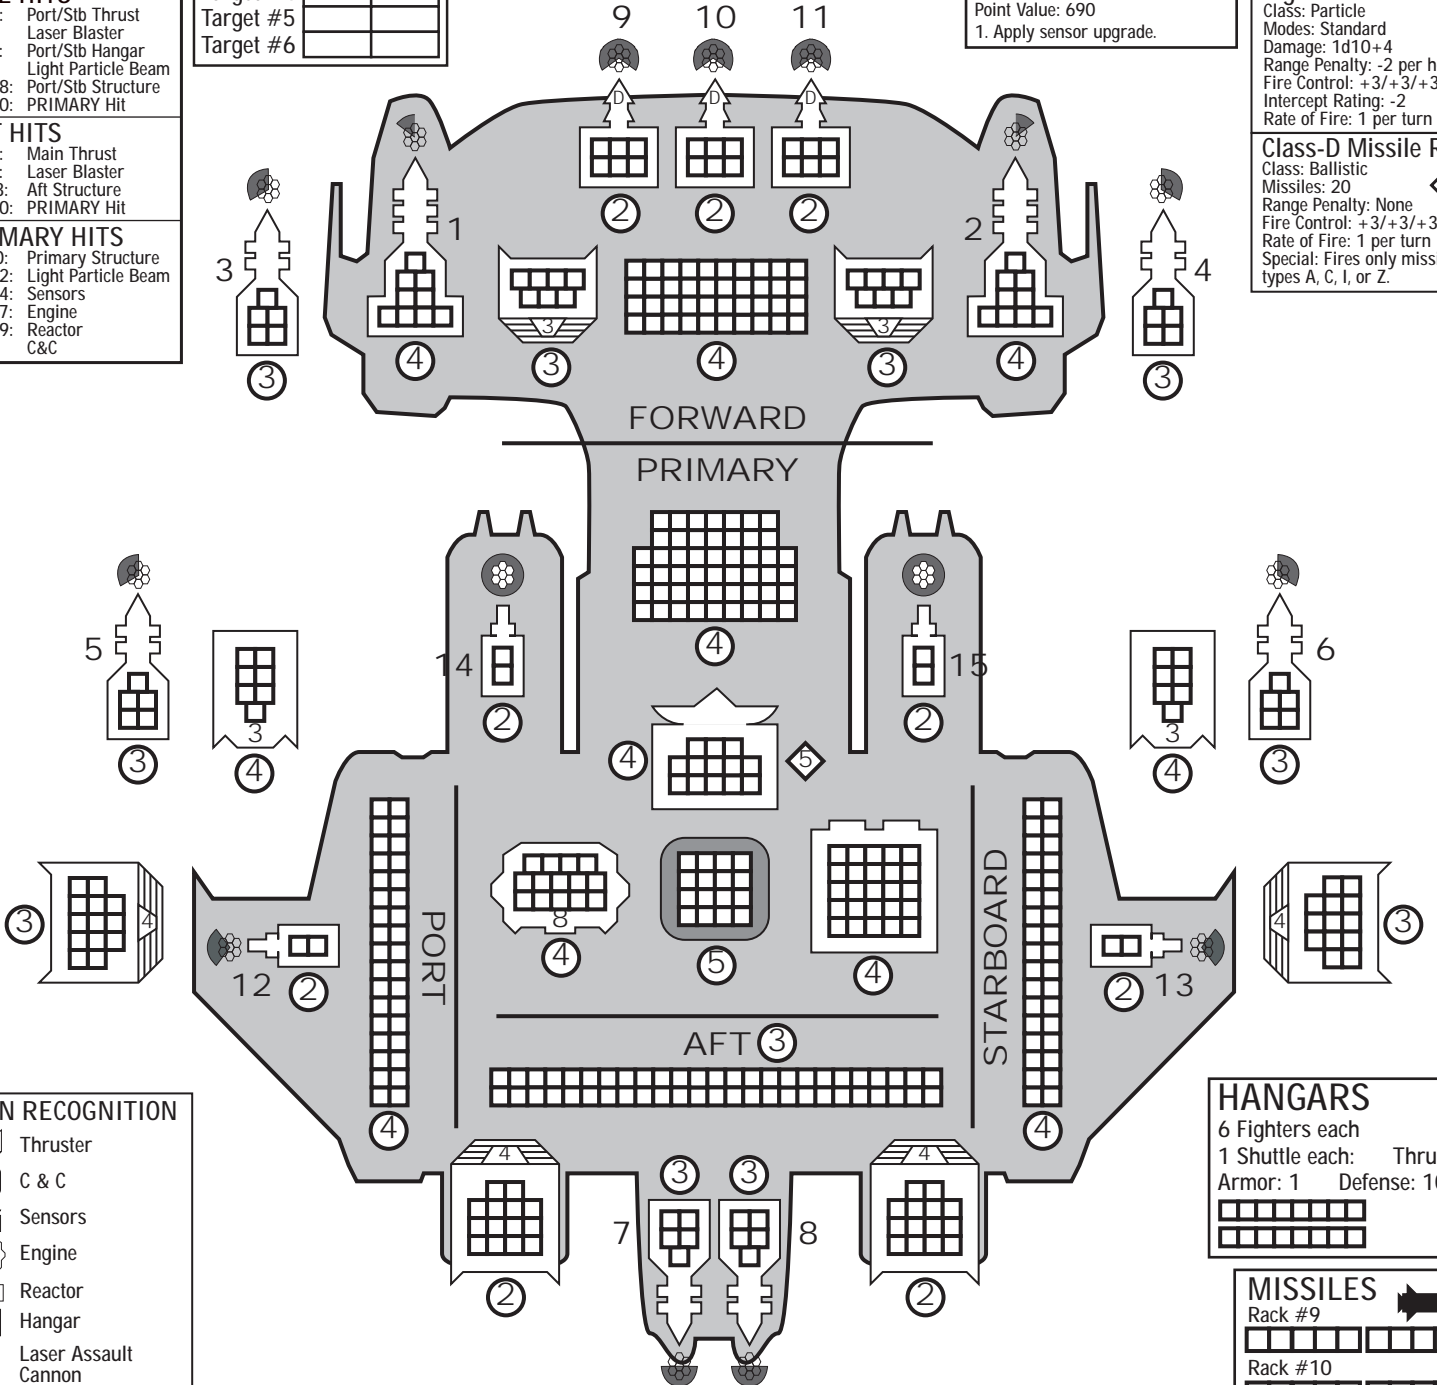 Port/Stb Thrust
Laser Blaster
Port/Stb Hangar
Light Particle Beam
8: Port/Stb Structure
0: PRIMARY Hit
HITS
Main Thrust
Laser Blaster
Aft Structure
0: PRIMARY Hit
MARY HITS
Primary Structure
2: Light Particle Beam
4: Sensors
7: Engine
9: Reactor
C&C
Target #5
Target #6
9 10 11
Point Value: 690
1. Apply sensor upgrade.
Class: Particle
Modes: Standard
Damage: 1d10+4
Range Penalty: -2 per h
Fire Control: +3/+3/+3
Intercept Rating: -2
Rate of Fire: 1 per turn
Class-D Missile R
Class: Ballistic
Missiles: 20
Range Penalty: None
Fire Control: +3/+3/+3
Rate of Fire: 1 per turn
Special: Fires only missi
types A, C, I, or Z.
D D D
2 2 2
1 2
3 4
3 3
4 3 4 3 4
3 3
FORWARD
PRIMARY
4
5 14 15 6
3 3
2 2
3 4 4 3
4 5
4 4
3 3
8
PORT
STARBOARD
4 5 4
12 2 2 13
AFT 3
4 4
4 4
3 3
7 8
2 2
N RECOGNITION
Thruster
C & C
Sensors
Engine
Reactor
Hangar
Laser Assault
Cannon
HANGARS
6 Fighters each
1 Shuttle each: Thru
Armor: 1 Defense: 1
MISSILES
Rack #9
Rack #10